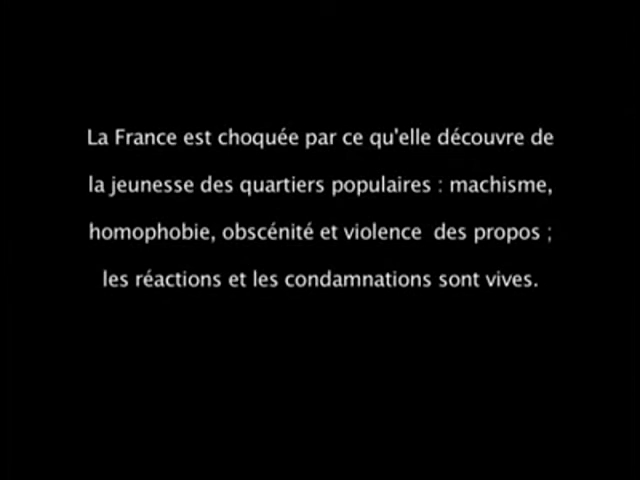 La France est choquée par ce qu'elle découvre de
la jeunesse des quartiers populaires : machisme,
homophobie, obscénité et violence  des propos ;
les réactions et les condamnations sont vives.